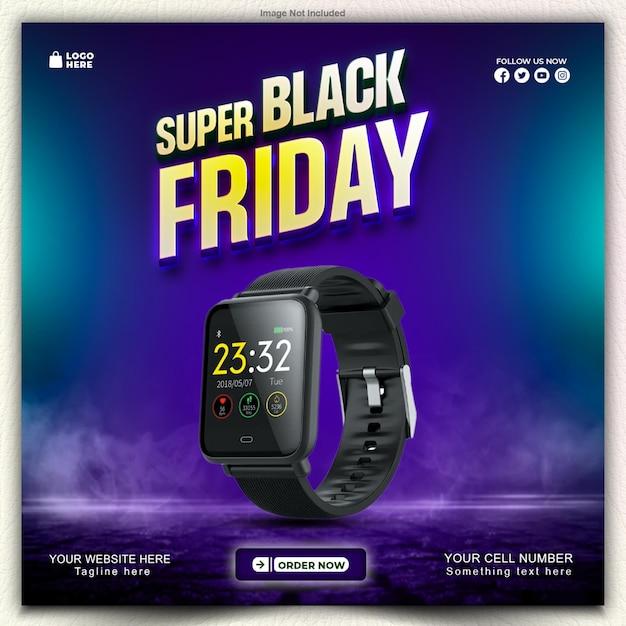 Image Not Included
LOGO
HERE
FOLLOW US NOW
SUPER BLACK
FRIDAY
23:32
2018/05/07 Tue
YOUR WEBSITE HERE
Tagline here
ORDER NOW
YOUR CELL NUMBER
Something text here